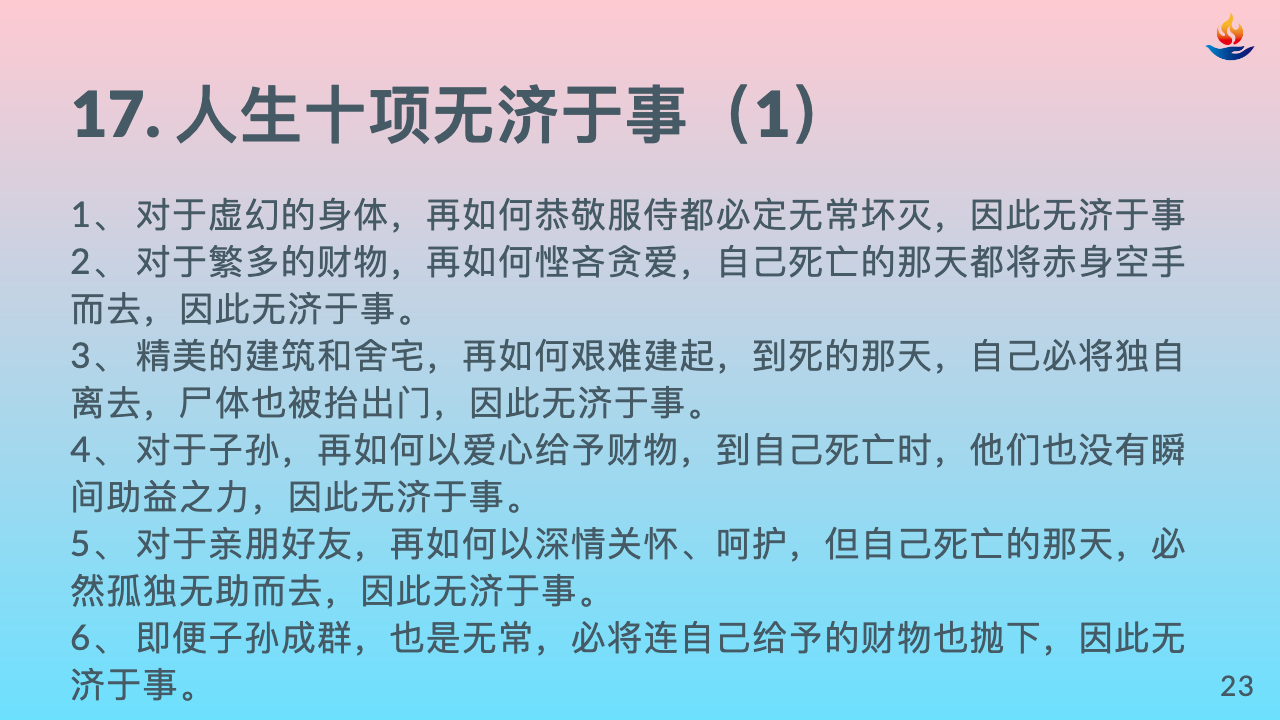 17. 人生十项无济于事（1）
1、 对于虚幻的身体，再如何恭敬服侍都必定无常坏灭，因此无济于事
2、 对于繁多的财物，再如何悭吝贪爱，自己死亡的那天都将赤身空手
而去，因此无济于事。
3、 精美的建筑和舍宅，再如何艰难建起，到死的那天，自己必将独自
离去，尸体也被抬出门，因此无济于事。
4、 对于子孙，再如何以爱心给予财物，到自己死亡时，他们也没有瞬
间助益之力，因此无济于事。
5、 对于亲朋好友，再如何以深情关怀、呵护，但自己死亡的那天，必
然孤独无助而去，因此无济于事。
6、 即便子孙成群，也是无常，必将连自己给予的财物也抛下，因此无
济于事。
23